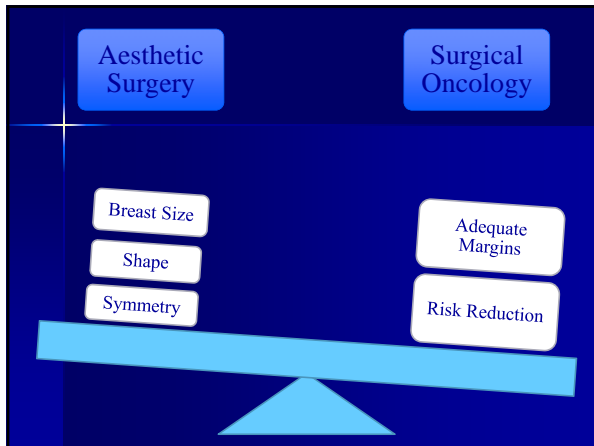 Aesthetic
Surgery
Surgical
Oncology
Breast Size
Shape
Symmetry
Adequate
Margins
Risk Reduction